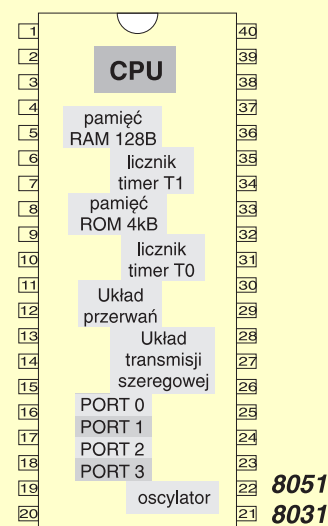 1 40
2 39
CPU
3 38
4 37
pamięć
5 36
RAM 128B
6 35
licznik
7 34
timer T1
8 33
pamięć
ROM 4kB
9 32
licznik
10 31
timer T0
11 30
Układ
12 29
przerwań
13 28
Układ
14 27
transmisji
15 26
szeregowej
PORT 0
16 25
PORT 1
17 24
PORT 2
18 23
PORT 3
19 22 8051
oscylator
20 21 8031